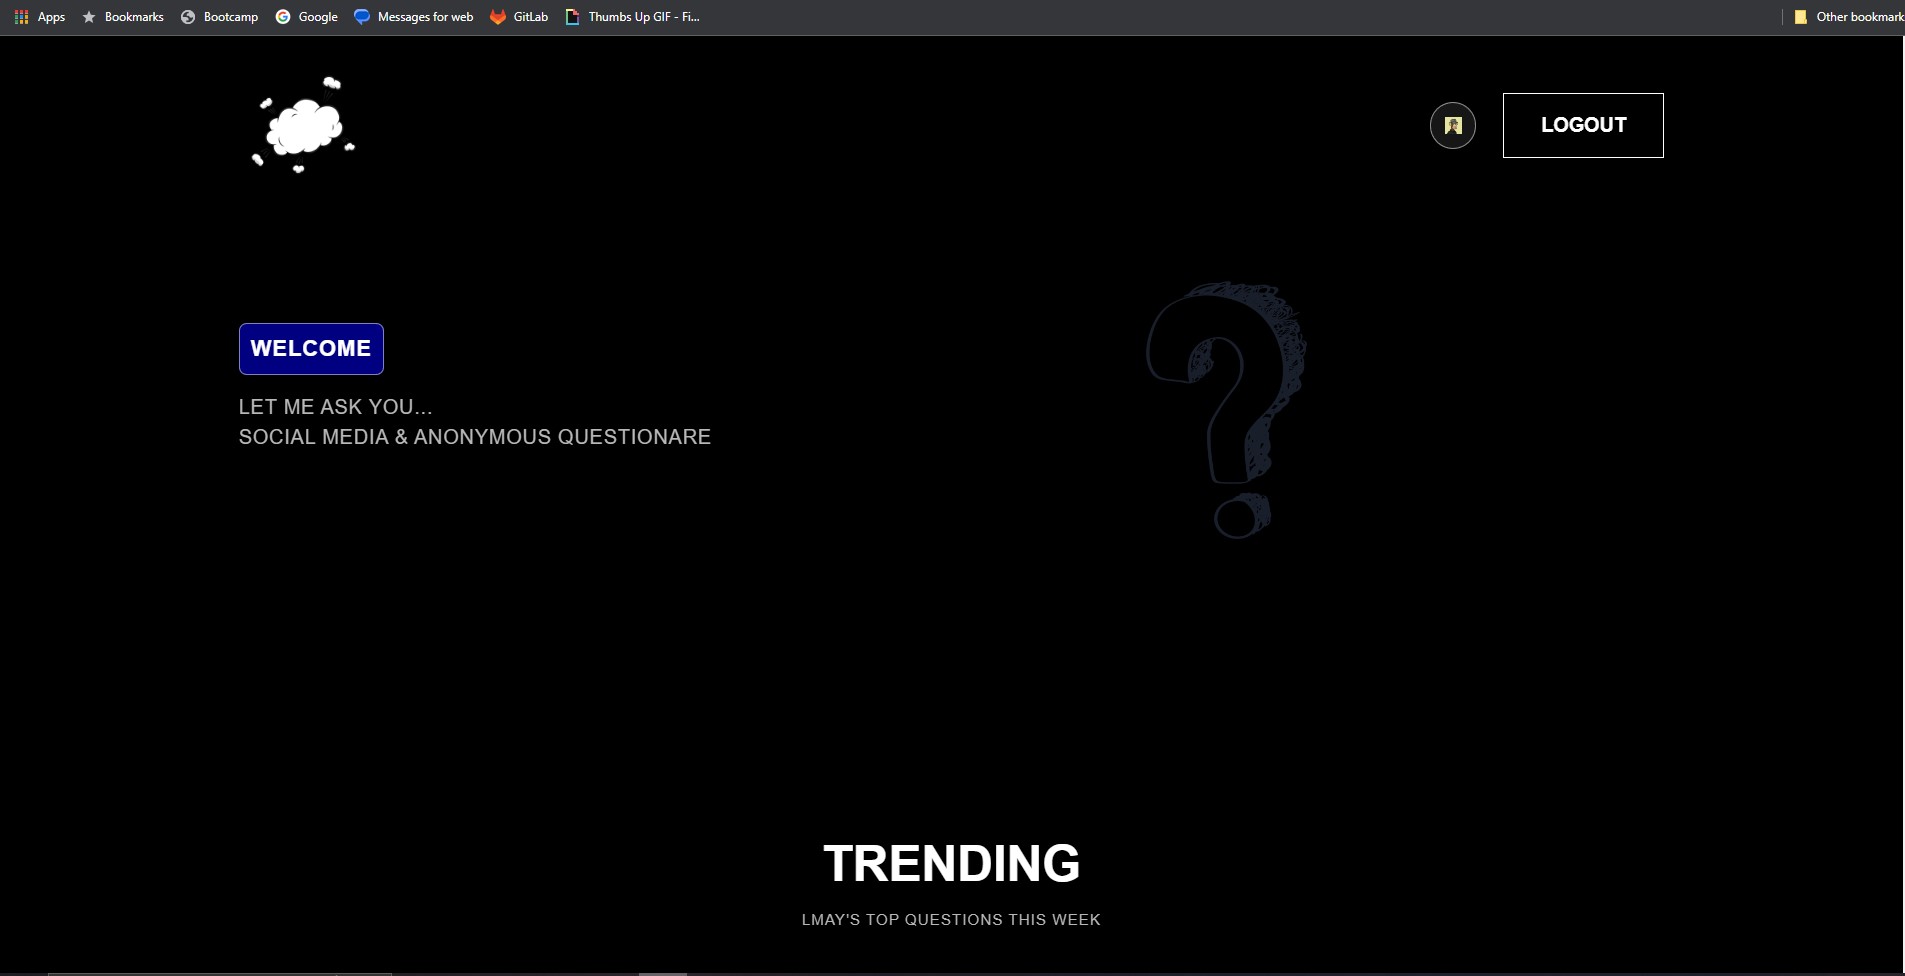 Apps Bookmarks Bootcamp Google Messages for web GitLab Thumbs Up GIF - Fi... Other bookmark
LOGOUT
WELCOME
LET ME ASK YOU...
SOCIAL MEDIA & ANONYMOUS QUESTIONARE
?
TRENDING
LMAY'S TOP QUESTIONS THIS WEEK